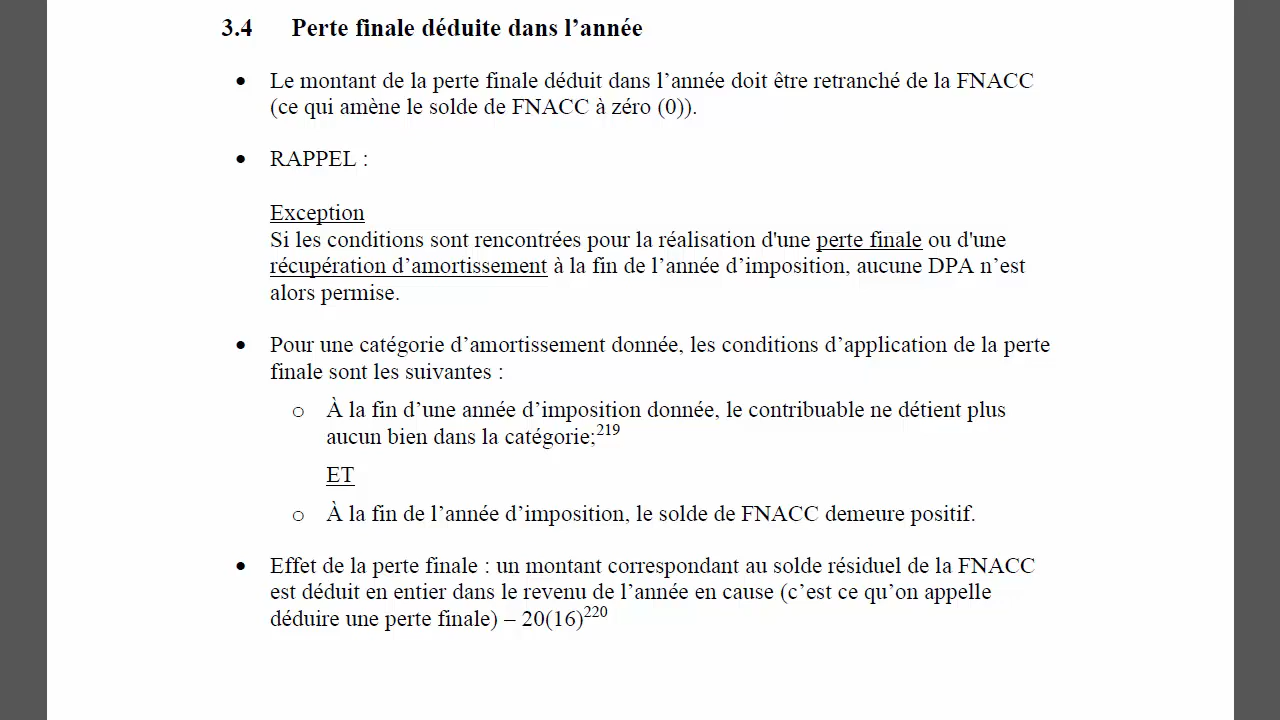 3.4 Perte finale déduite dans l’année
• Le montant de la perte finale déduit dans l’année doit être retranché de la FNACC
(ce qui amène le solde de FNACC à zéro (0)).
• RAPPEL :
Exception
Si les conditions sont rencontrées pour la réalisation d'une perte finale ou d'une
récupération d’amortissement à la fin de l’année d’imposition, aucune DPA n’est
alors permise.
• Pour une catégorie d’amortissement donnée, les conditions d’application de la perte
finale sont les suivantes :
o À la fin d’une année d’imposition donnée, le contribuable ne détient plus
aucun bien dans la catégorie;219
ET
o À la fin de l’année d’imposition, le solde de FNACC demeure positif.
• Effet de la perte finale : un montant correspondant au solde résiduel de la FNACC
est déduit en entier dans le revenu de l’année en cause (c’est ce qu’on appelle
déduire une perte finale) – 20(16)220